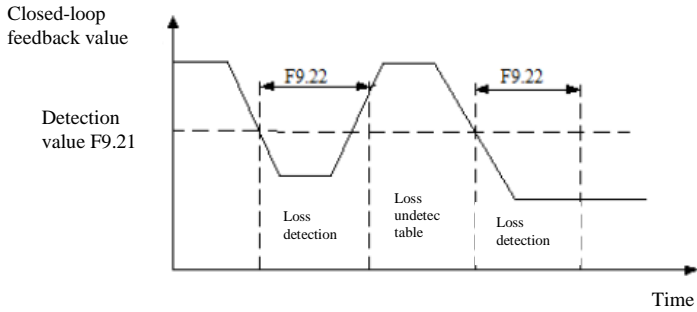 Closed-loop
feedback value
F9.22
F9.22
Detection
value F9.21
Loss
detection
Loss
undetec
table
Loss
detection
Time